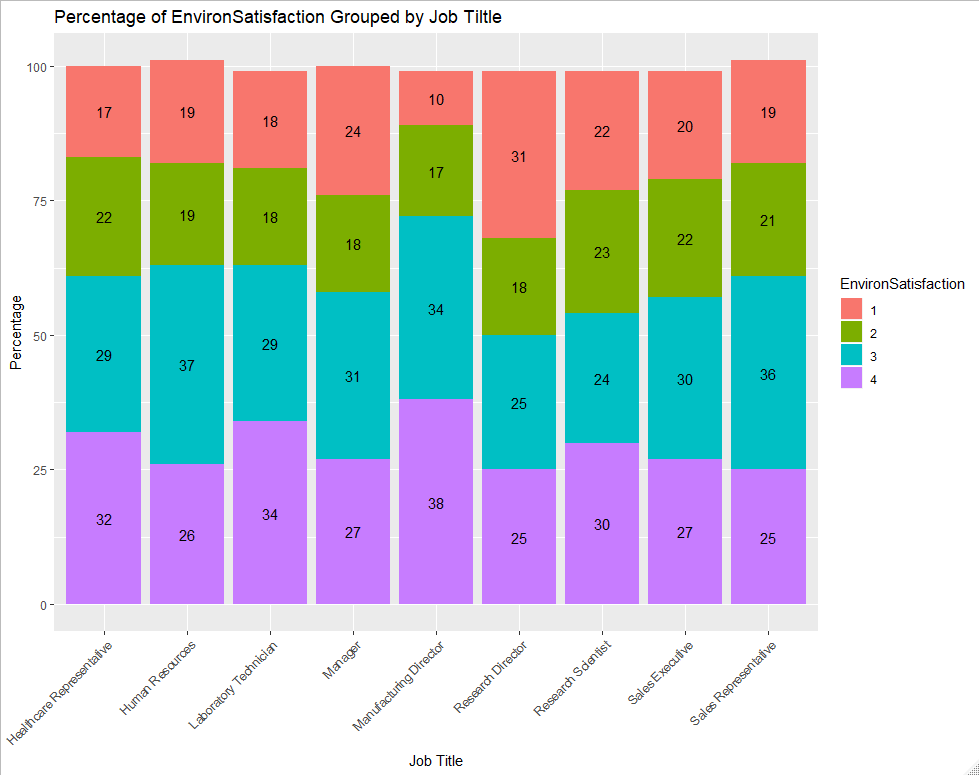 Percentage of EnvironSatisfaction Grouped by Job Tiltle
Percentage
100
75
50
25
0
17 19 18 24 10 31 22 20 19
22 19 18 18 17 18 23 22 21
29 37 29 31 34 25 24 30 36
32 26 34 27 38 25 30 27 25
Healthcare Representative
Human Resources
Laboratory Technician
Manager
Manufacturing Director
Research Director
Research Scientist
Sales Executive
Sales Representative
Job Title
EnvironSatisfaction
1
2
3
4